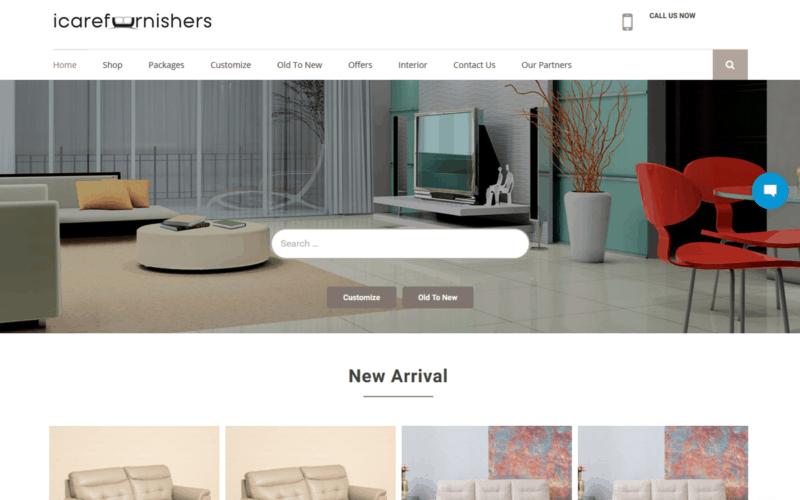 icarefurnishers
CALL US NOW
Home Shop Packages Customize Old To New Offers Interior Contact Us Our Partners
Search ...
Customize Old To New
New Arrival